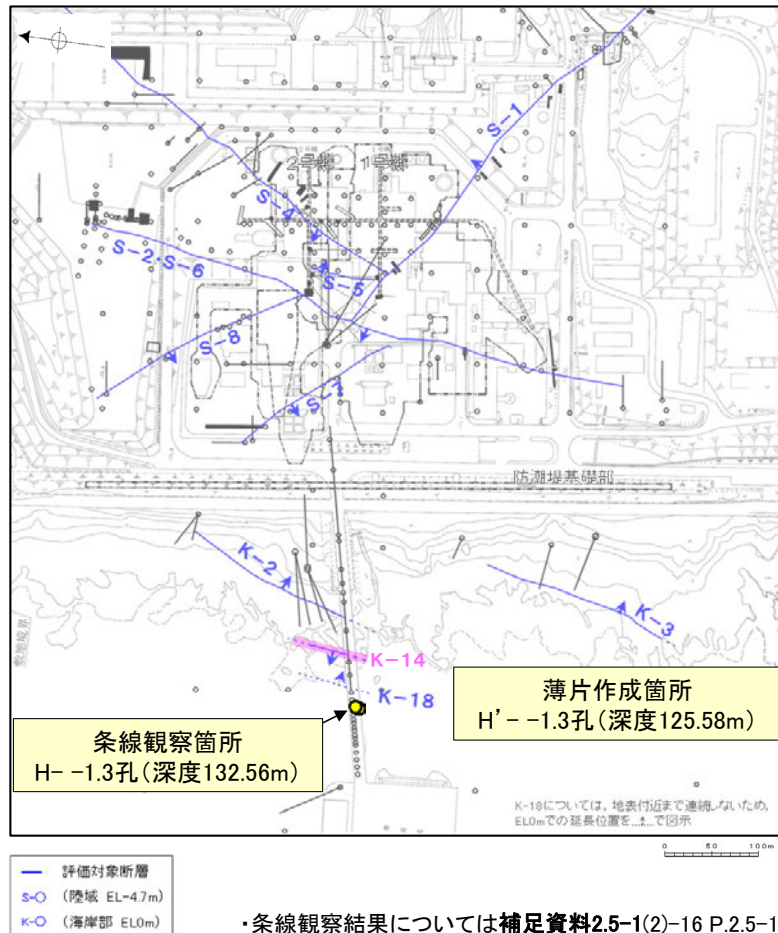 S-1
2号機
1号機
S-4
S-2・S-6
S-5
S-8
S-7
防潮堤基礎部
K-2
K-3
敷地境界
K-14
K-18
条線観察箇所
H- -1.3孔(深度132.56m)
薄片作成箇所
H’- -1.3孔(深度125.58m)
K-18については,地表付近まで連続しないため,
EL0mでの延長位置を で図示
0 50 100m
評価対象断層
S-○ (陸域 EL-4.7m)
K-○ (海岸部 EL0m)
・条線観察結果については補足資料2.5-1(2)-16 P.2.5-1